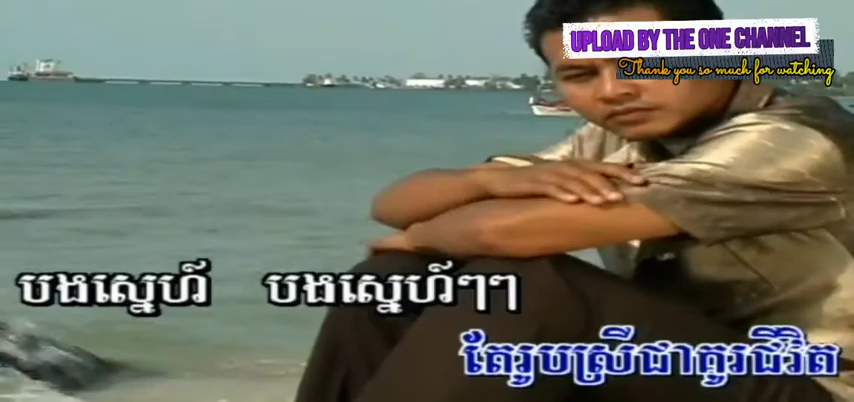 UPLOAD BY THE ONE CHANNEL
Thank you so much for watching
បងស្នេហ៍ បងស្នេហ៍ៗៗ
តែរូបស្រីជាគូរជីវិត